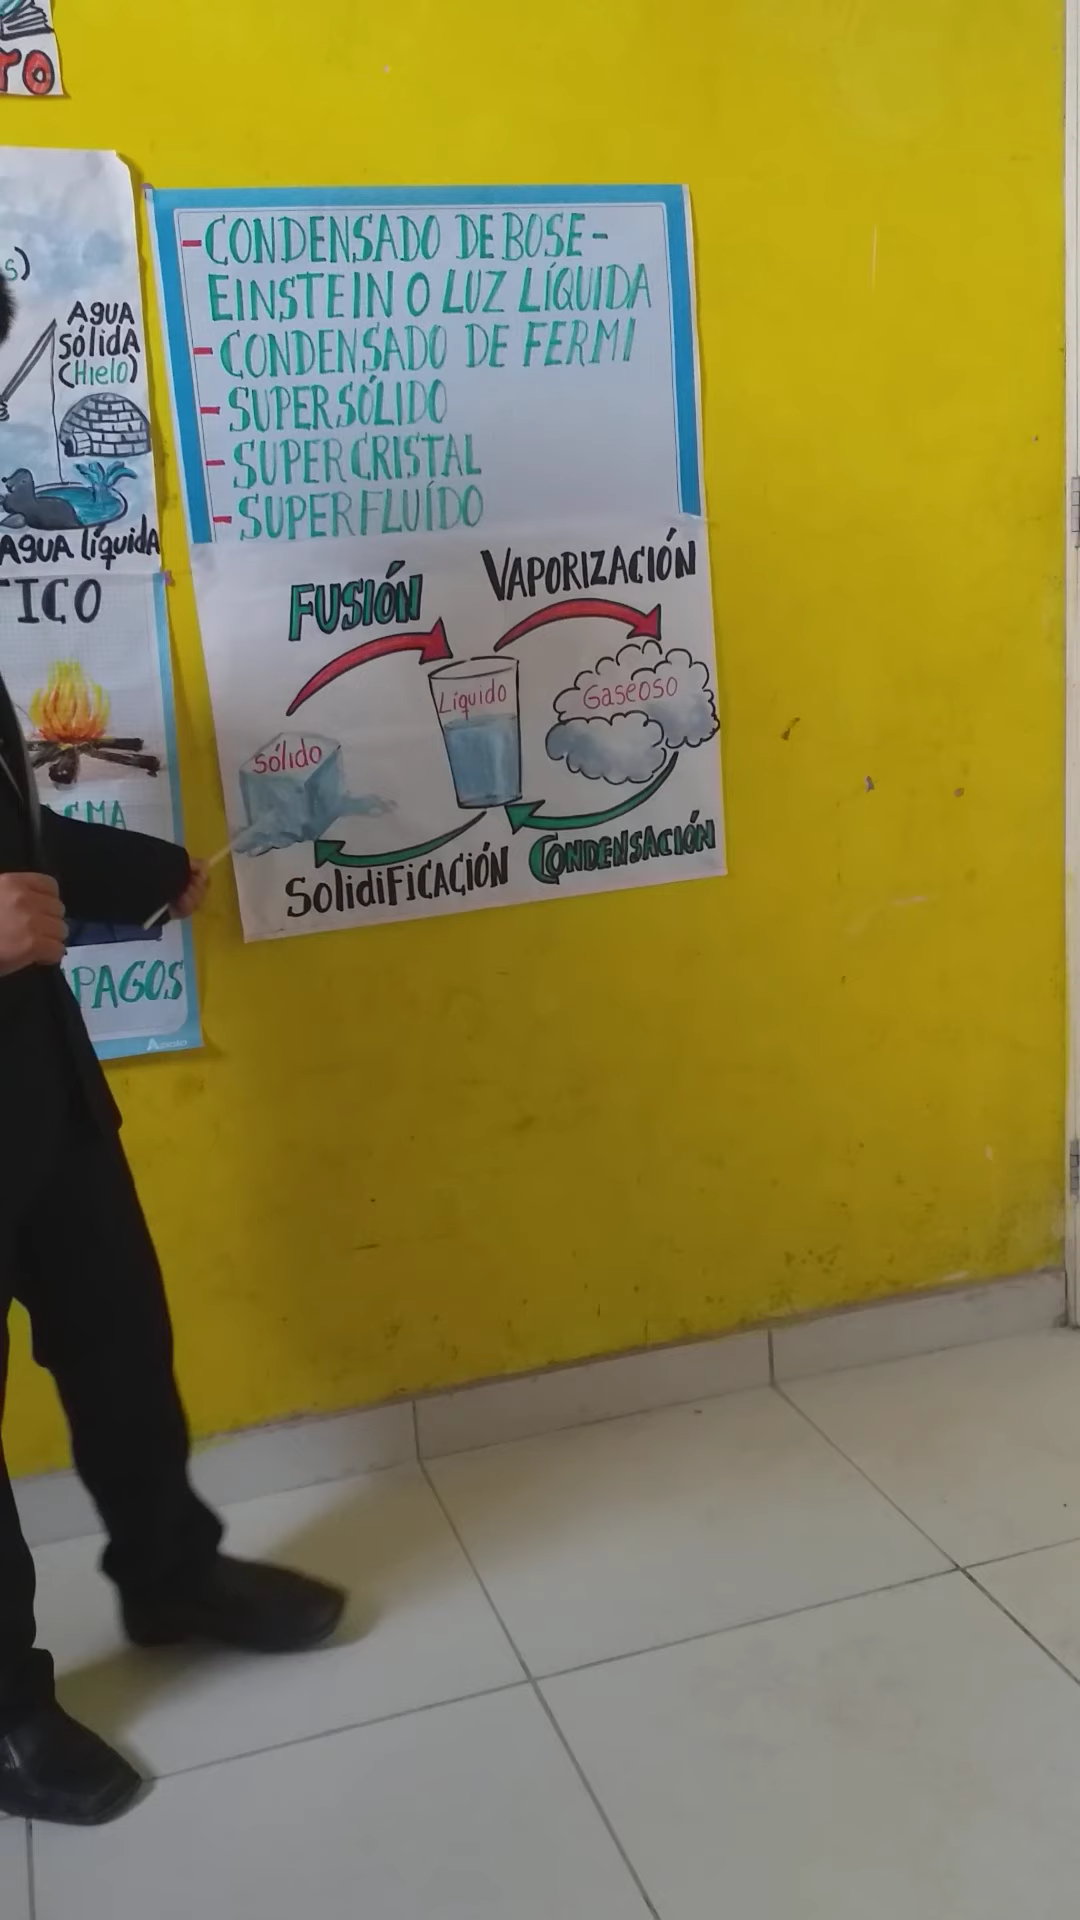 TO
s)
AGUA
SÓLIDA
(HIELO)
AGUA líquidA
TICO
PAGOS
-CONDENSADO DE BOSE-
EINSTEIN O LUZ LÍQUIDA
-CONDENSADO DE FERMI
-SUPERSÓLIDO
-SUPERCRISTAL
-SUPERFLUÍDO
FUSIÓN
VAPORIZACIÓN
Líquido
Gaseoso
Sólido
SolidiFiCACIÓN
CONDENSACIÓN